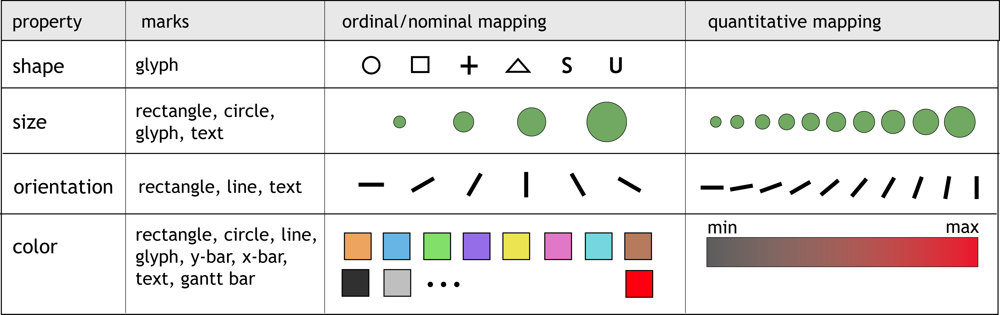 property marks ordinal/nominal mapping quantitative mapping
shape glyph S U
size rectangle, circle,
glyph, text
orientation rectangle, line, text
color rectangle, circle, line,
glyph, y-bar, x-bar,
text, gantt bar
min max